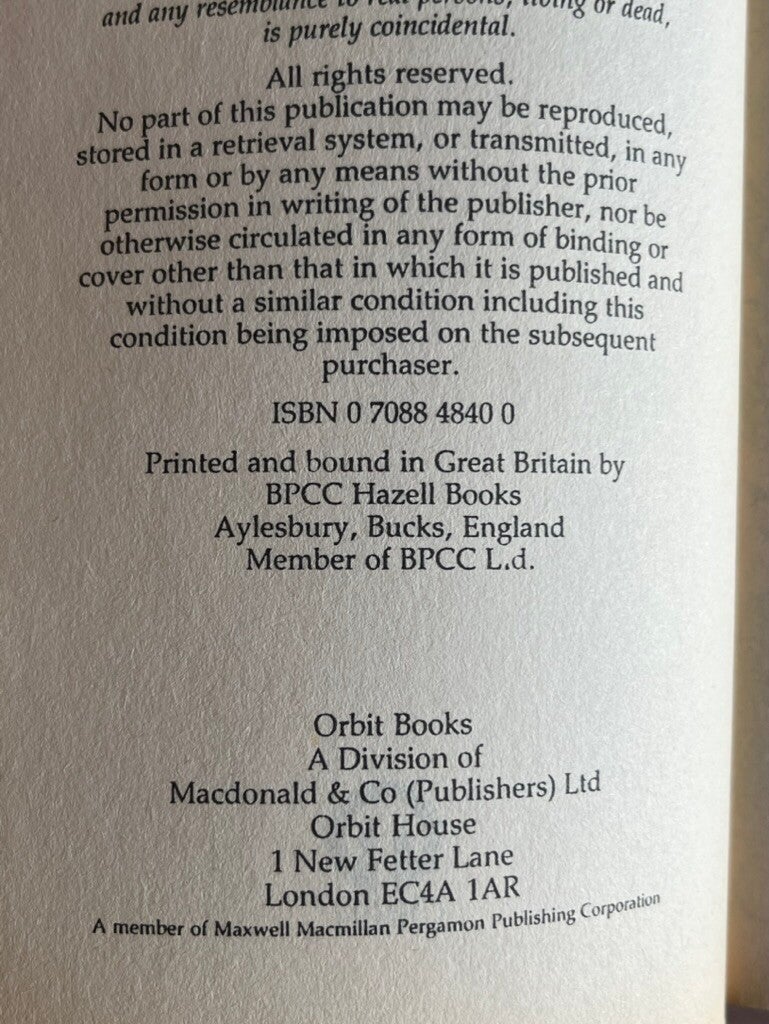 and any resemblance to real persons, living or dead,
is purely coincidental.
All rights reserved.
No part of this publication may be reproduced,
stored in a retrieval system, or transmitted, in any
form or by any means without the prior
permission in writing of the publisher, nor be
otherwise circulated in any form of binding or
cover other than that in which it is published and
without a similar condition including this
condition being imposed on the subsequent
purchaser.
ISBN 0 7088 4840 0
Printed and bound in Great Britain by
BPCC Hazell Books
Aylesbury, Bucks, England
Member of BPCC L.d.
Orbit Books
A Division of
Macdonald & Co (Publishers) Ltd
Orbit House
1 New Fetter Lane
London EC4A 1AR
A member of Maxwell Macmillan Pergamon Publishing Corporation